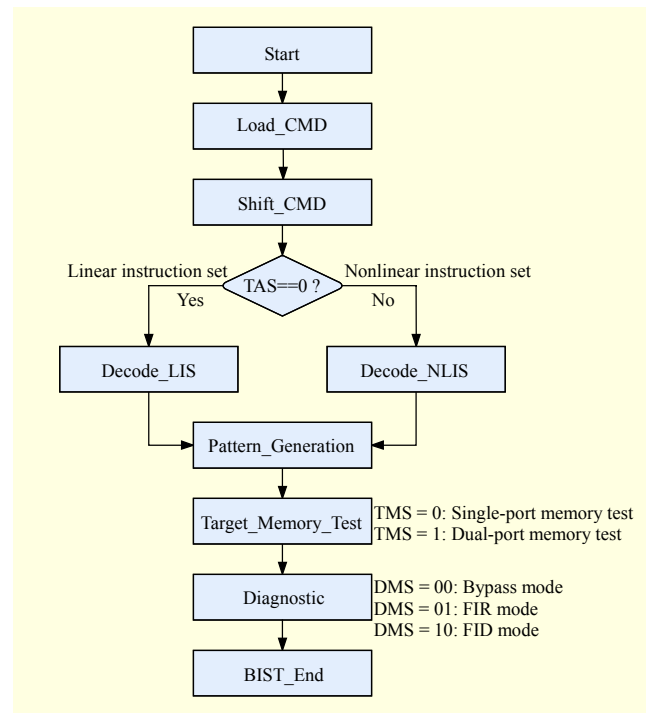 Start
Load_CMD
Shift_CMD
Linear instruction set
Nonlinear instruction set
TAS==0 ?
Yes
No
Decode_LIS
Decode_NLIS
Pattern_Generation
Target_Memory_Test
TMS = 0: Single-port memory test
TMS = 1: Dual-port memory test
Diagnostic
DMS = 00: Bypass mode
DMS = 01: FIR mode
DMS = 10: FID mode
BIST_End